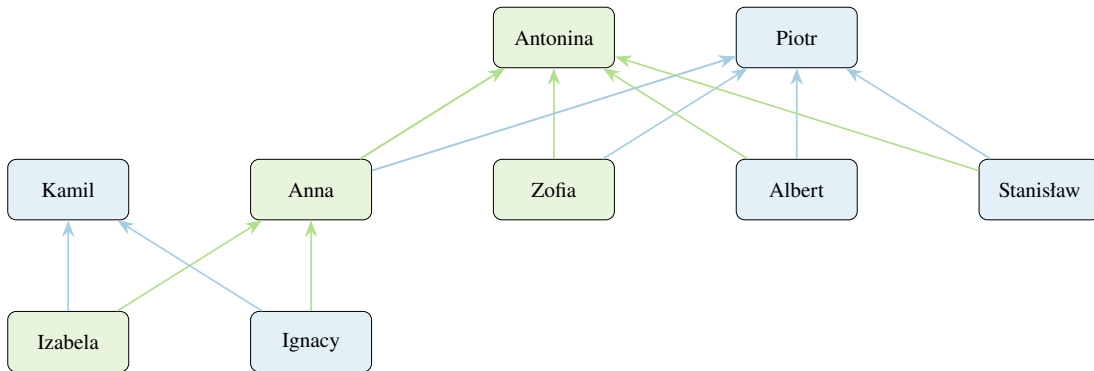 Antonina
Piotr
Kamil
Anna
Zofia
Albert
Stanisław
Izabela
Ignacy